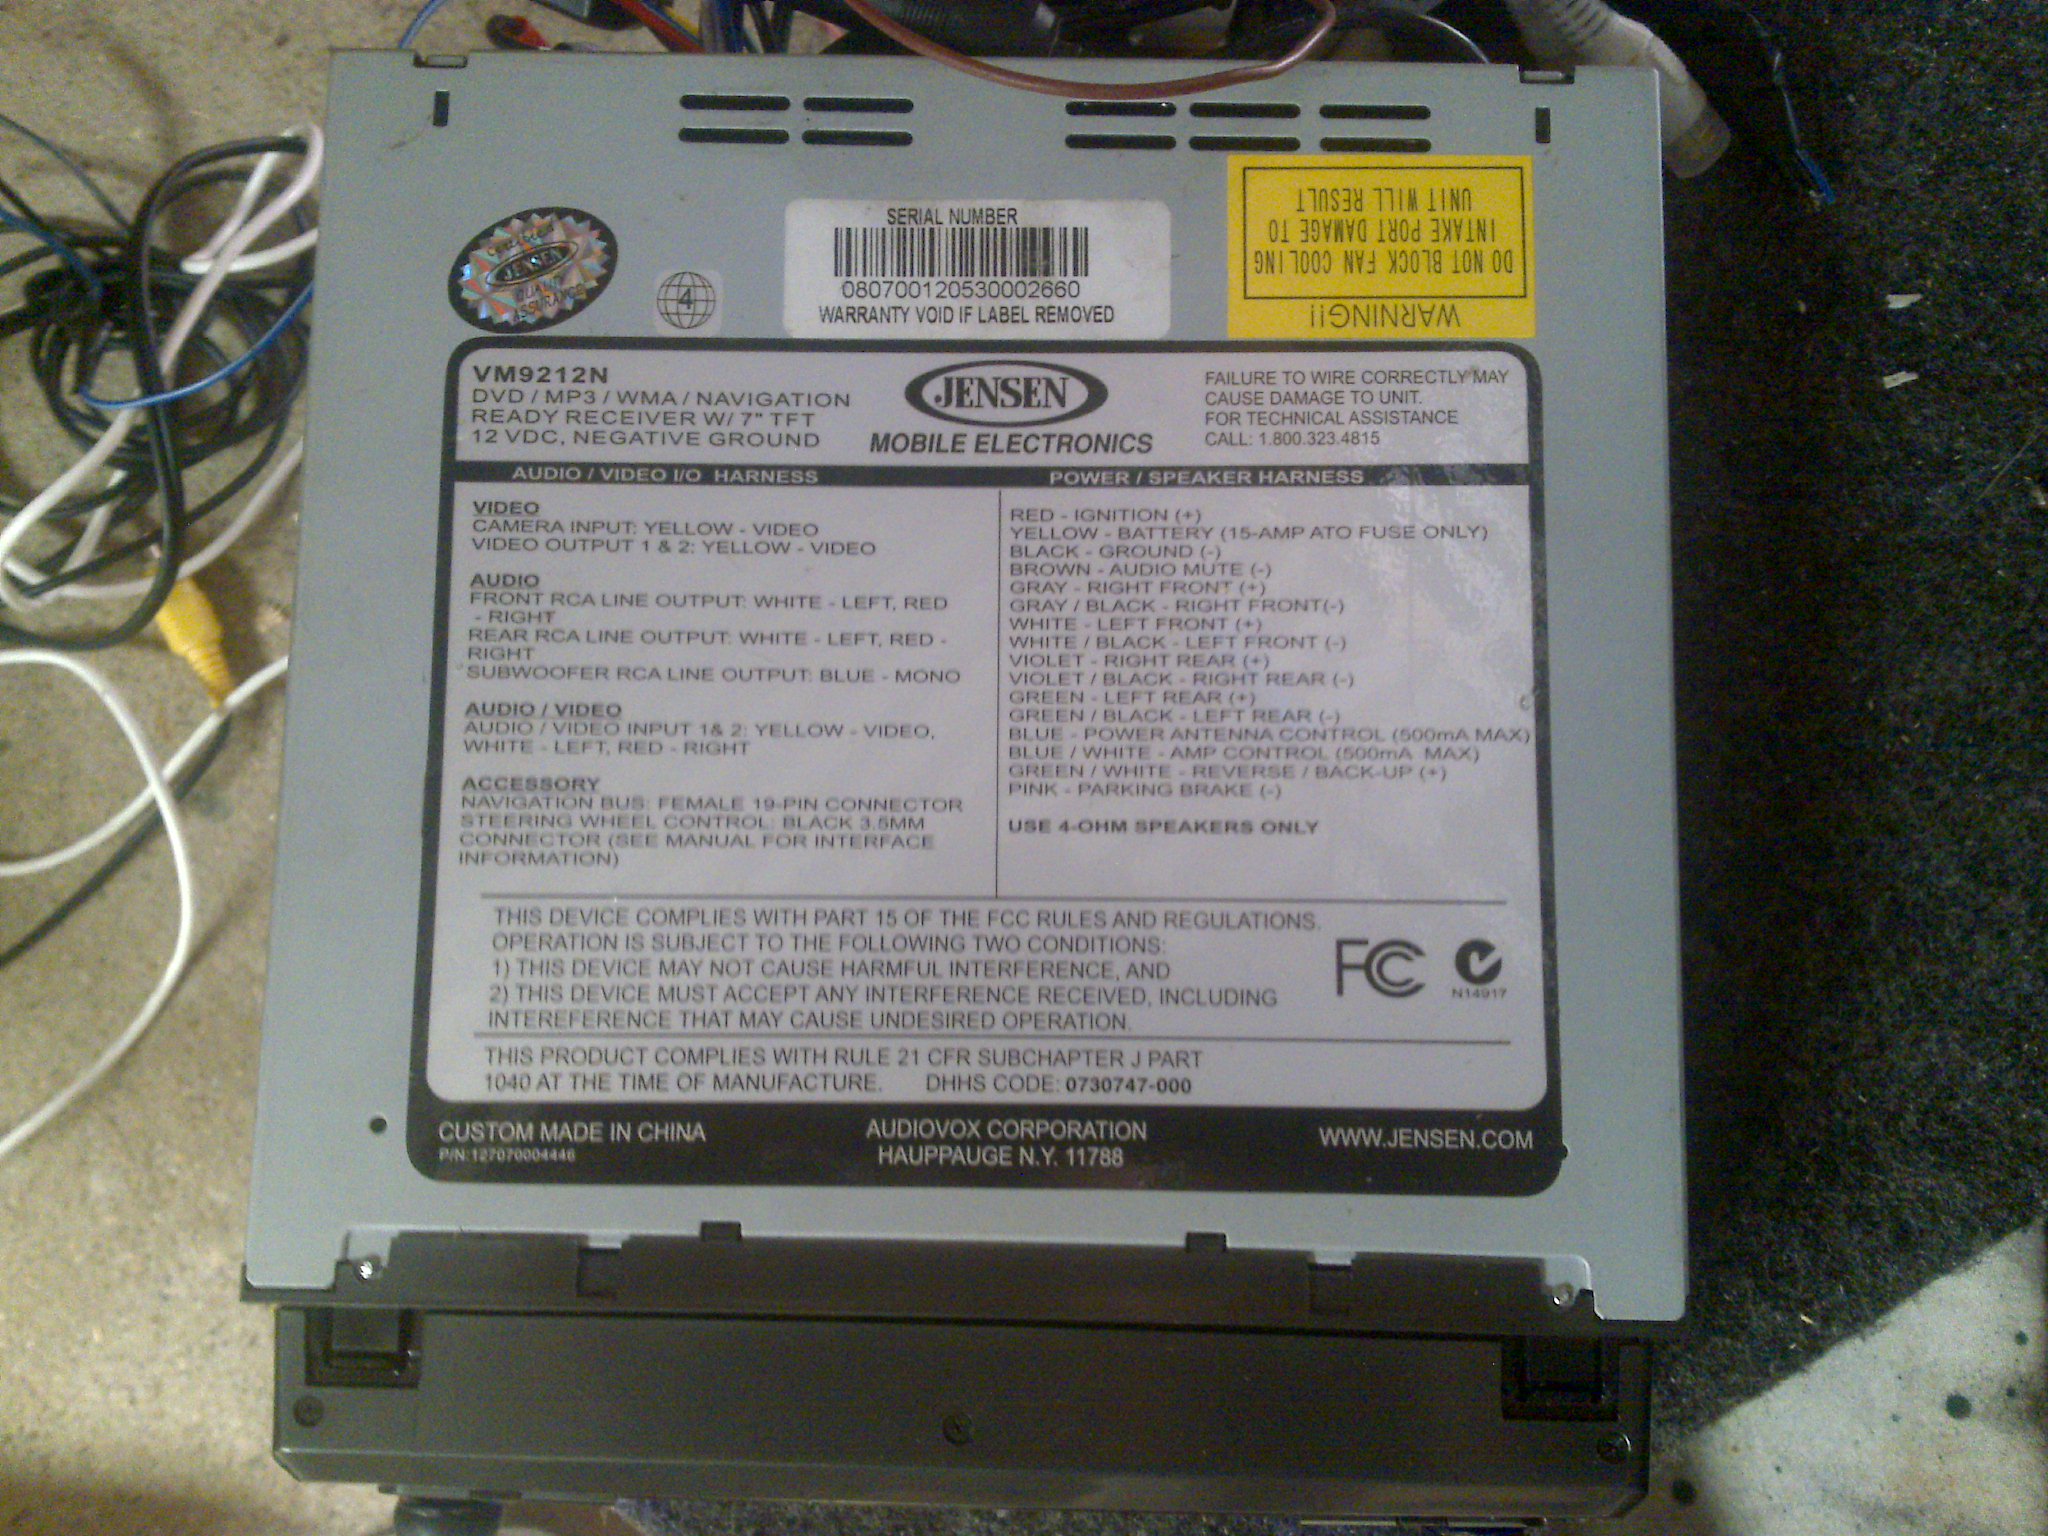 SERIAL NUMBER
080700120530002660
WARRANTY VOID IF LABEL REMOVED
WARNING!!
DO NOT BLOCK FAN COOLING
INTAKE PORT DAMAGE TO
UNIT WILL RESULT
JENSEN
QUALITY
ASSURANCE
4
VM9212N
DVD / MP3 / WMA / NAVIGATION
READY RECEIVER W/ 7" TFT
12 VDC, NEGATIVE GROUND
JENSEN
MOBILE ELECTRONICS
FAILURE TO WIRE CORRECTLY MAY
CAUSE DAMAGE TO UNIT.
FOR TECHNICAL ASSISTANCE
CALL: 1.800.323.4815
AUDIO / VIDEO I/O HARNESS
VIDEO
CAMERA INPUT: YELLOW - VIDEO
VIDEO OUTPUT 1 & 2: YELLOW - VIDEO
AUDIO
FRONT RCA LINE OUTPUT: WHITE - LEFT, RED
- RIGHT
REAR RCA LINE OUTPUT: WHITE - LEFT, RED -
RIGHT
SUBWOOFER RCA LINE OUTPUT: BLUE - MONO
AUDIO / VIDEO
AUDIO / VIDEO INPUT 1& 2: YELLOW - VIDEO,
WHITE - LEFT, RED - RIGHT
ACCESSORY
NAVIGATION BUS: FEMALE 19-PIN CONNECTOR
STEERING WHEEL CONTROL: BLACK 3.5MM
CONNECTOR (SEE MANUAL FOR INTERFACE
INFORMATION)
POWER / SPEAKER HARNESS
RED - IGNITION (+)
YELLOW - BATTERY (15-AMP ATO FUSE ONLY)
BLACK - GROUND (-)
BROWN - AUDIO MUTE (-)
GRAY - RIGHT FRONT (+)
GRAY / BLACK - RIGHT FRONT(-)
WHITE - LEFT FRONT (+)
WHITE / BLACK - LEFT FRONT (-)
VIOLET - RIGHT REAR (+)
VIOLET / BLACK - RIGHT REAR (-)
GREEN - LEFT REAR (+)
GREEN / BLACK - LEFT REAR (-)
BLUE - POWER ANTENNA CONTROL (500mA MAX)
BLUE / WHITE - AMP CONTROL (500mA MAX)
GREEN / WHITE - REVERSE / BACK-UP (+)
PINK - PARKING BRAKE (-)
USE 4-OHM SPEAKERS ONLY
THIS DEVICE COMPLIES WITH PART 15 OF THE FCC RULES AND REGULATIONS.
OPERATION IS SUBJECT TO THE FOLLOWING TWO CONDITIONS:
1) THIS DEVICE MAY NOT CAUSE HARMFUL INTERFERENCE, AND
2) THIS DEVICE MUST ACCEPT ANY INTERFERENCE RECEIVED, INCLUDING
INTEREFERENCE THAT MAY CAUSE UNDESIRED OPERATION.
FCC
N14917
THIS PRODUCT COMPLIES WITH RULE 21 CFR SUBCHAPTER J PART
1040 AT THE TIME OF MANUFACTURE. DHHS CODE: 0730747-000
CUSTOM MADE IN CHINA
P/N:127070004446
AUDIOVOX CORPORATION
HAUPPAUGE N.Y. 11788
WWW.JENSEN.COM